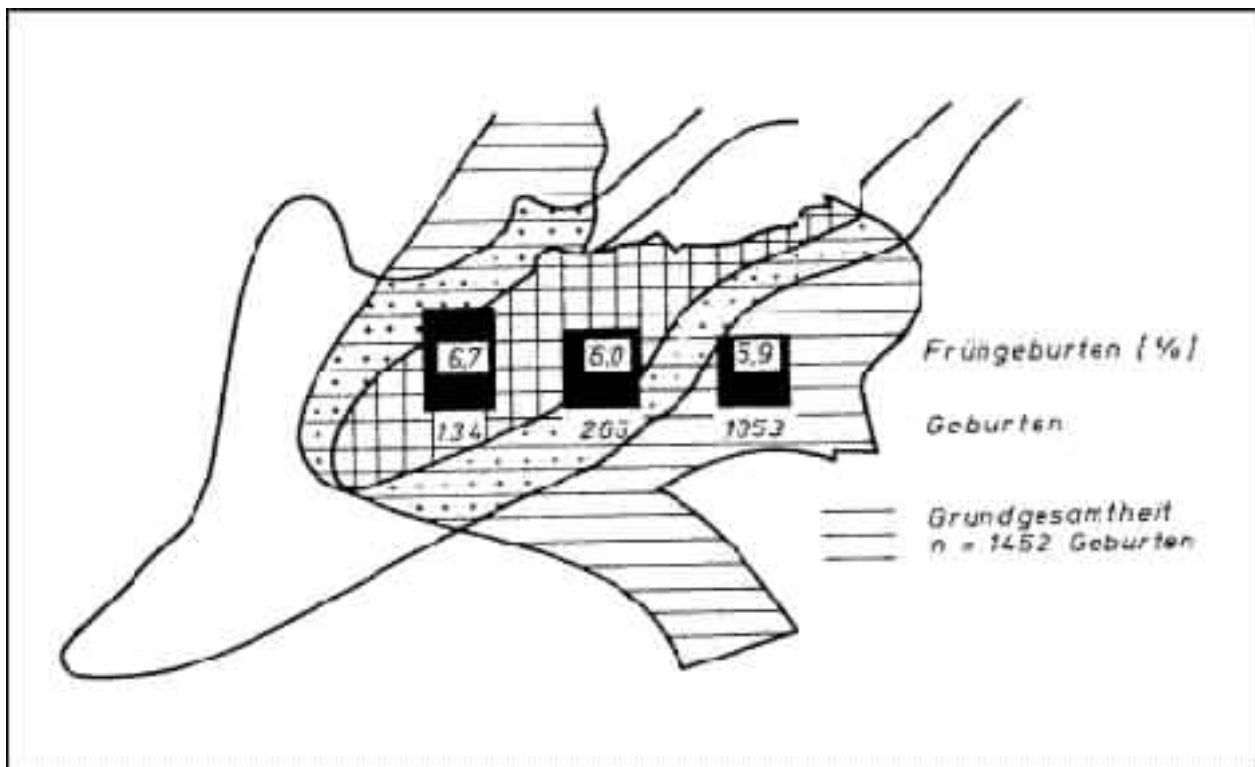 6,7 6,0 5,9 Frühgeburten [%]
134 265 1053 Geburten
Grundgesamtheit
n = 1452 Geburten